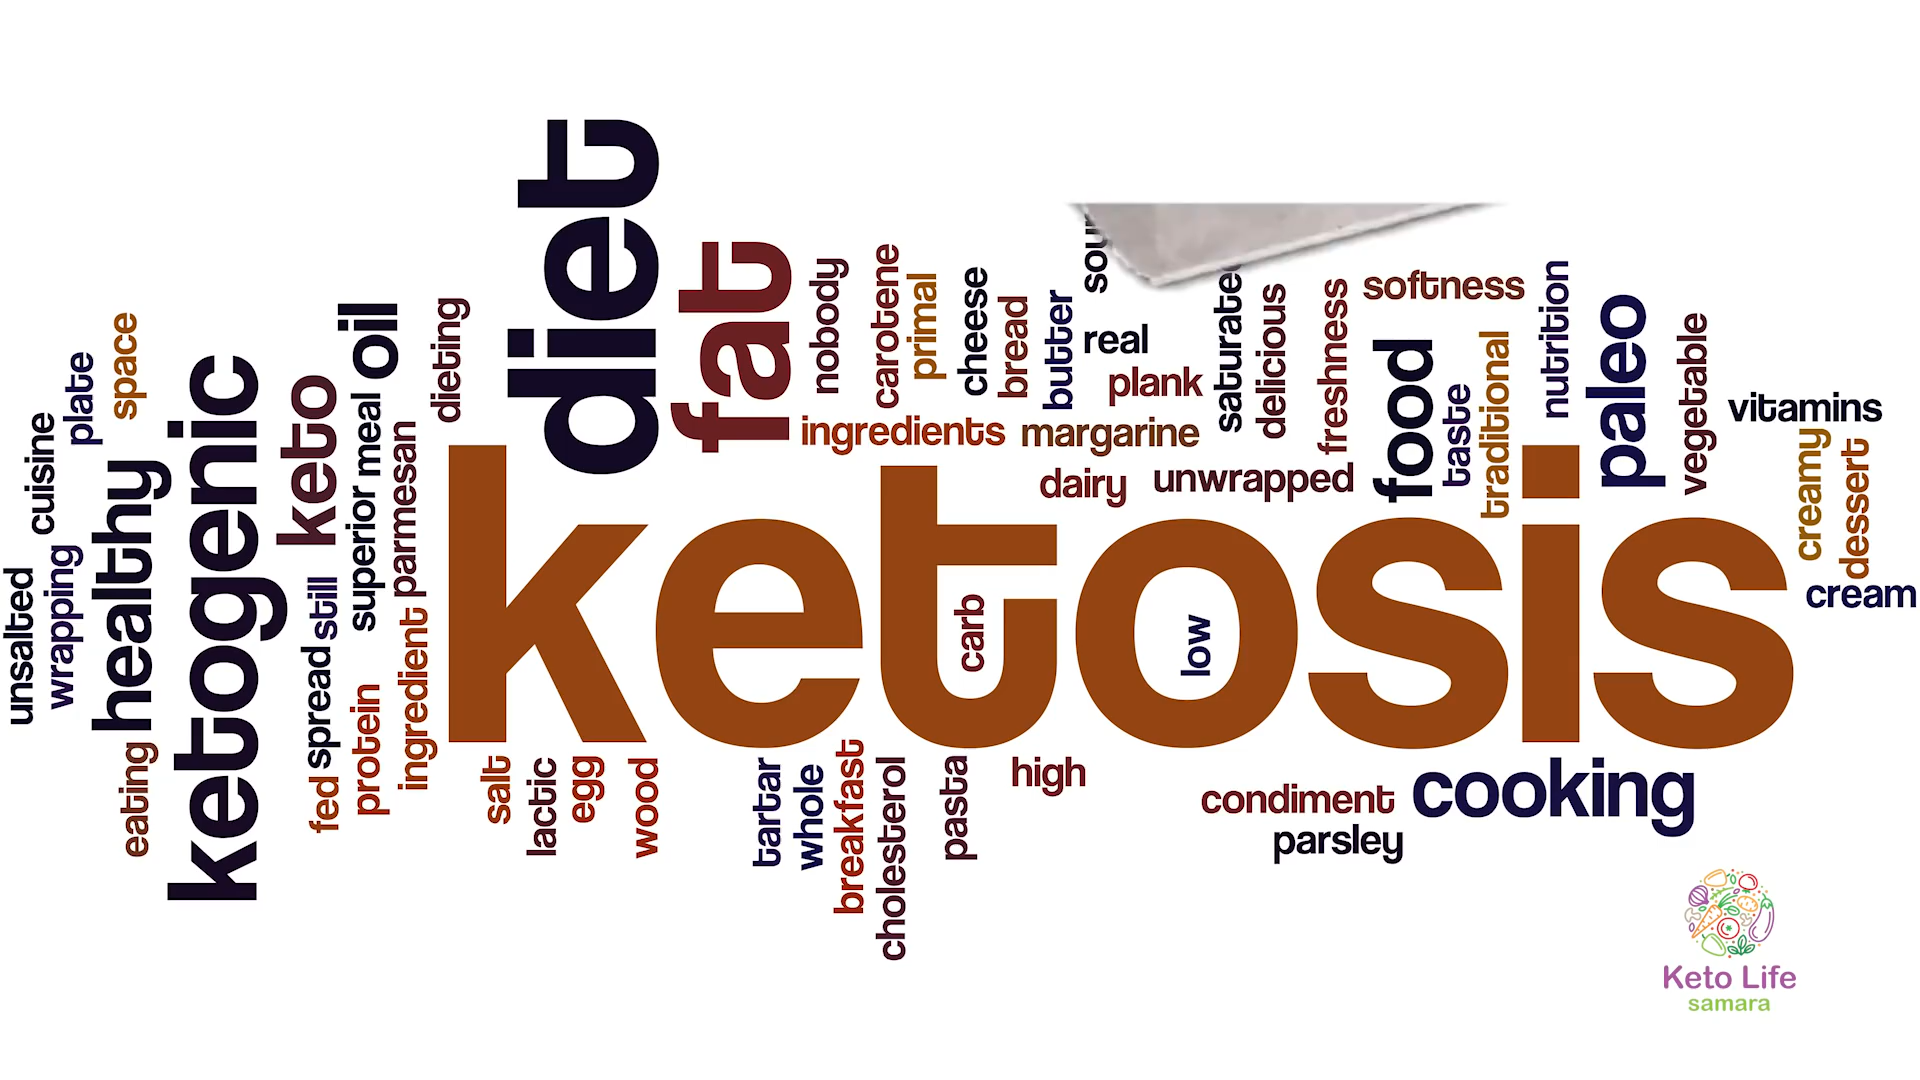 unsalted
cuisine
wrapping
plate
space
healthy
eating
ketogenic
keto
still
spread
fed
oil
meal
superior
parmesan
protein
ingredient
dieting
diet
fat
nobody
carotene
primal
cheese
bread
butter
real
plank
delicious
freshness
softness
food
taste
traditional
nutrition
paleo
vegetable
vitamins
creamy
dessert
cream
ingredients
margarine
dairy
unwrapped
ketosis
carb
low
salt
lactic
egg
wood
tartar
whole
breakfast
cholesterol
pasta
high
condiment
cooking
parsley
Keto Life
samara